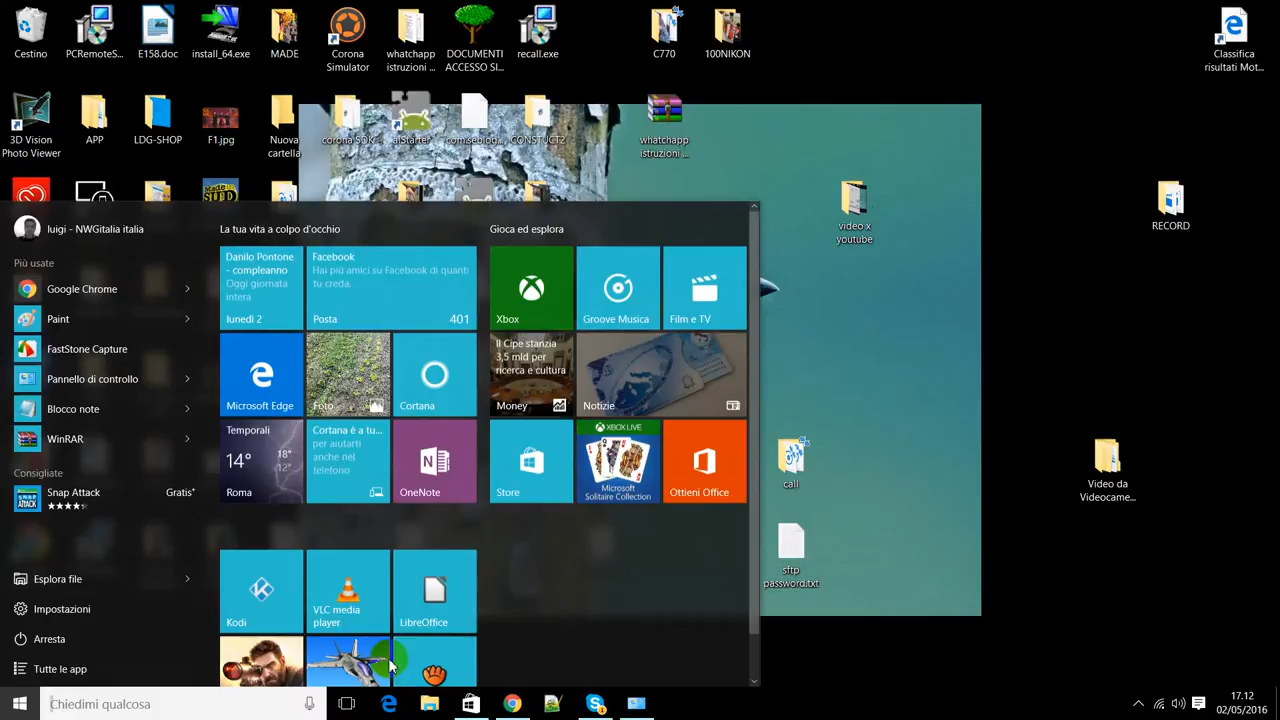 Cestino
PCRemoteS...
E158.doc
install_64.exe
MADE
Corona
Simulator
whatchapp
istruzioni ...
DOCUMENTI
ACCESSO SI...
recall.exe
C770
100NIKON
Classifica
risultati Mot...
3D Vision
Photo Viewer
APP
LDG-SHOP
F1.jpg
Nuova
cartella
corona SDK
aiStarter
com.seblog...
CONSTUCT2
whatchapp
istruzioni ...
video x
youtube
RECORD
luigi - NWGitalia italia
La tua vita a colpo d'occhio
Gioca ed esplora
Più usate
Google Chrome
Paint
FastStone Capture
Pannello di controllo
Blocco note
WinRAR
Consigliate
Snap Attack
Gratis+
SNAP
ATTACK
Danilo Pontone
- compleanno
Oggi giornata
intera
lunedì 2
Facebook
Hai più amici su Facebook di quanti
tu creda.
Posta
401
Xbox
Groove Musica
Film e TV
Microsoft Edge
Foto
Cortana
Il Cipe stanzia
3,5 mld per
ricerca e cultura
Money
Notizie
Temporali
14°
18°
12°
Roma
Cortana è a tu...
per aiutarti
anche nel
telefono
OneNote
Store
XBOX LIVE
Microsoft
Solitaire Collection
Ottieni Office
call
Video da
Videocame...
sftp
password.txt
Kodi
VLC media
player
LibreOffice
Esplora file
Impostazioni
Arresta
Tutte le app
Chiedimi qualcosa
17.12
02/05/2016